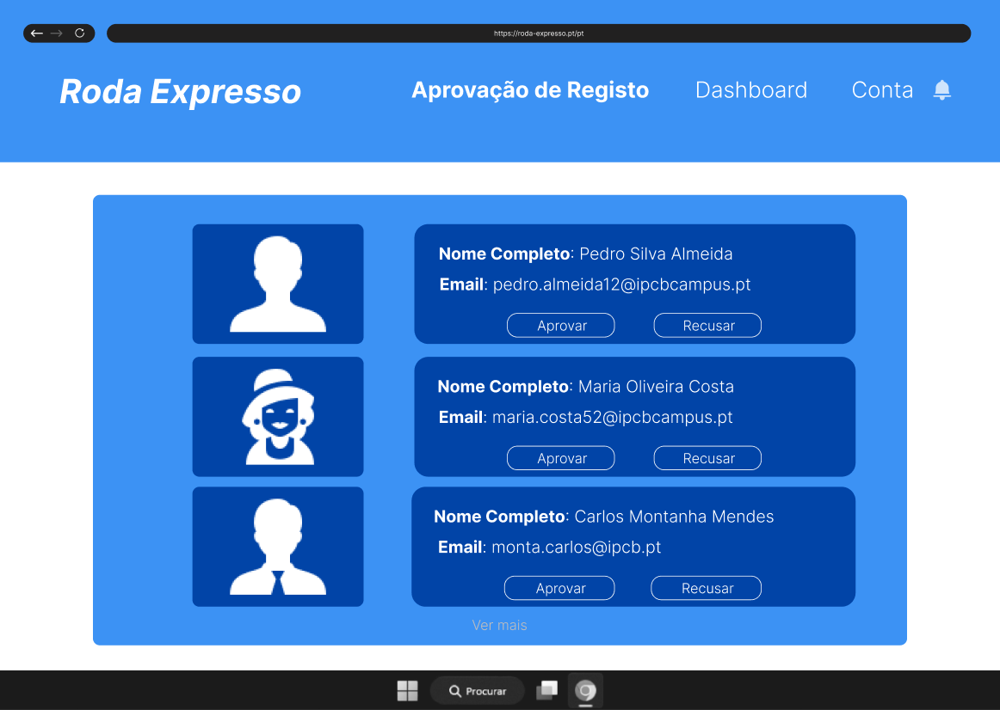 https://roda-expresso.pt/pt
Roda Expresso
Aprovação de Registo
Dashboard
Conta
Nome Completo: Pedro Silva Almeida
Email: pedro.almeida12@ipcbcampus.pt
Aprovar Recusar
Nome Completo: Maria Oliveira Costa
Email: maria.costa52@ipcbcampus.pt
Aprovar Recusar
Nome Completo: Carlos Montanha Mendes
Email: monta.carlos@ipcb.pt
Aprovar Recusar
Ver mais
Procurar